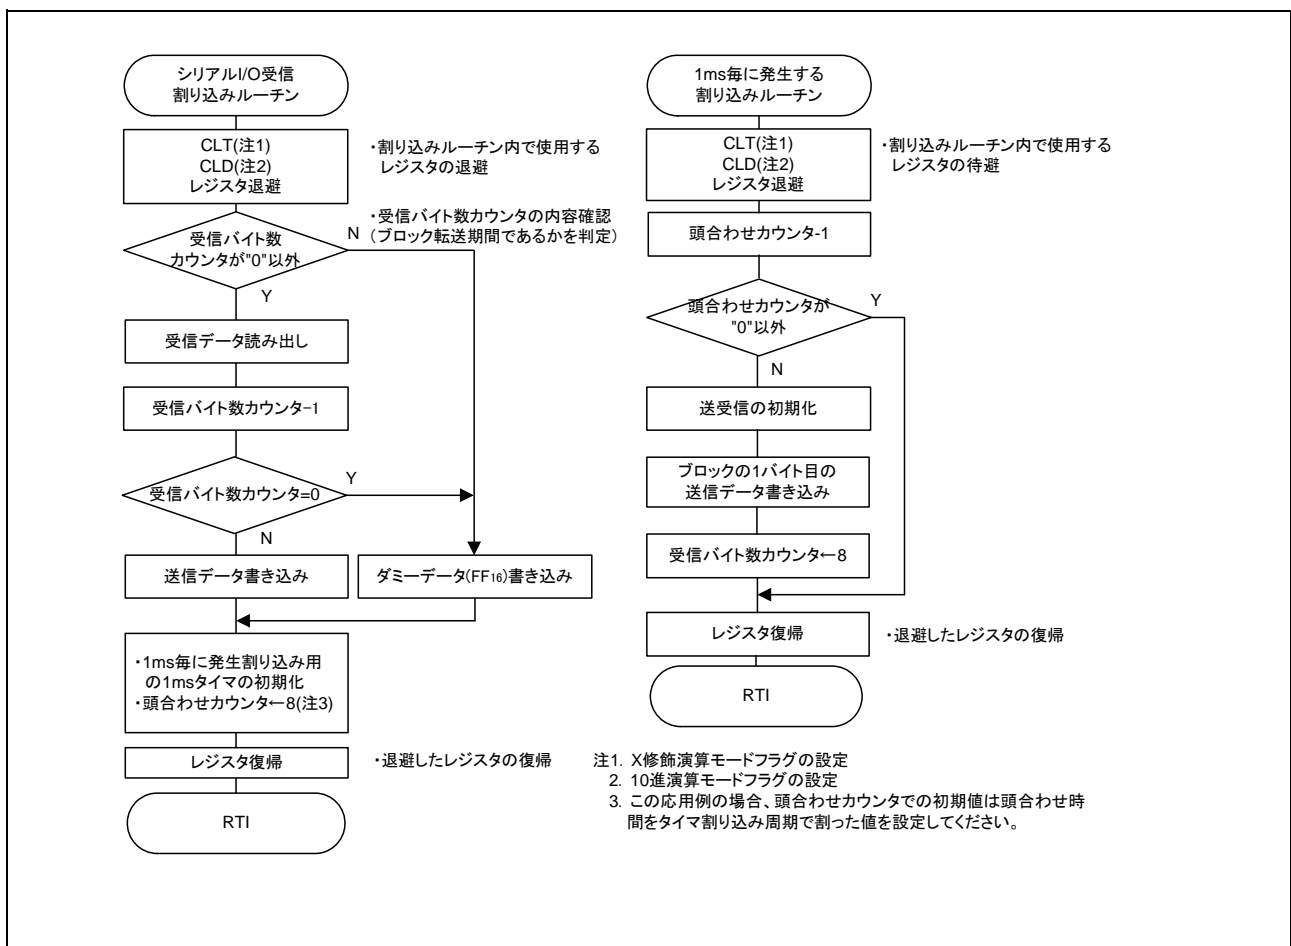 シリアルI/O受信
割り込みルーチン
CLT(注1)
CLD(注2)
レジスタ退避
・割り込みルーチン内で使用する
レジスタの退避
・受信バイト数カウンタの内容確認
(ブロック転送期間であるかを判定)
受信バイト数
カウンタが"0"以外
N
Y
受信データ読み出し
受信バイト数カウンタ-1
受信バイト数カウンタ=0
Y
N
送信データ書き込み
ダミーデータ(FF16)書き込み
・1ms毎に発生割り込み用
の1msタイマの初期化
・頭合わせカウンタ←8(注3)
レジスタ復帰
・退避したレジスタの復帰
RTI
1ms毎に発生する
割り込みルーチン
CLT(注1)
CLD(注2)
レジスタ退避
・割り込みルーチン内で使用する
レジスタの待避
頭合わせカウンタ-1
頭合わせカウンタが
"0"以外
Y
N
送受信の初期化
ブロックの1バイト目の
送信データ書き込み
受信バイト数カウンタ←8
レジスタ復帰
・退避したレジスタの復帰
RTI
注1. X修飾演算モードフラグの設定
2. 10進演算モードフラグの設定
3. この応用例の場合、頭合わせカウンタでの初期値は頭合わせ時
間をタイマ割り込み周期で割った値を設定してください。